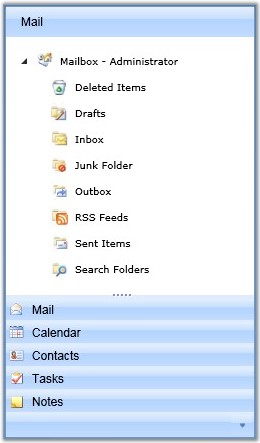 Mail
Mailbox - Administrator
Deleted Items
Drafts
Inbox
Junk Folder
Outbox
RSS Feeds
Sent Items
Search Folders
Mail
Calendar
Contacts
Tasks
Notes